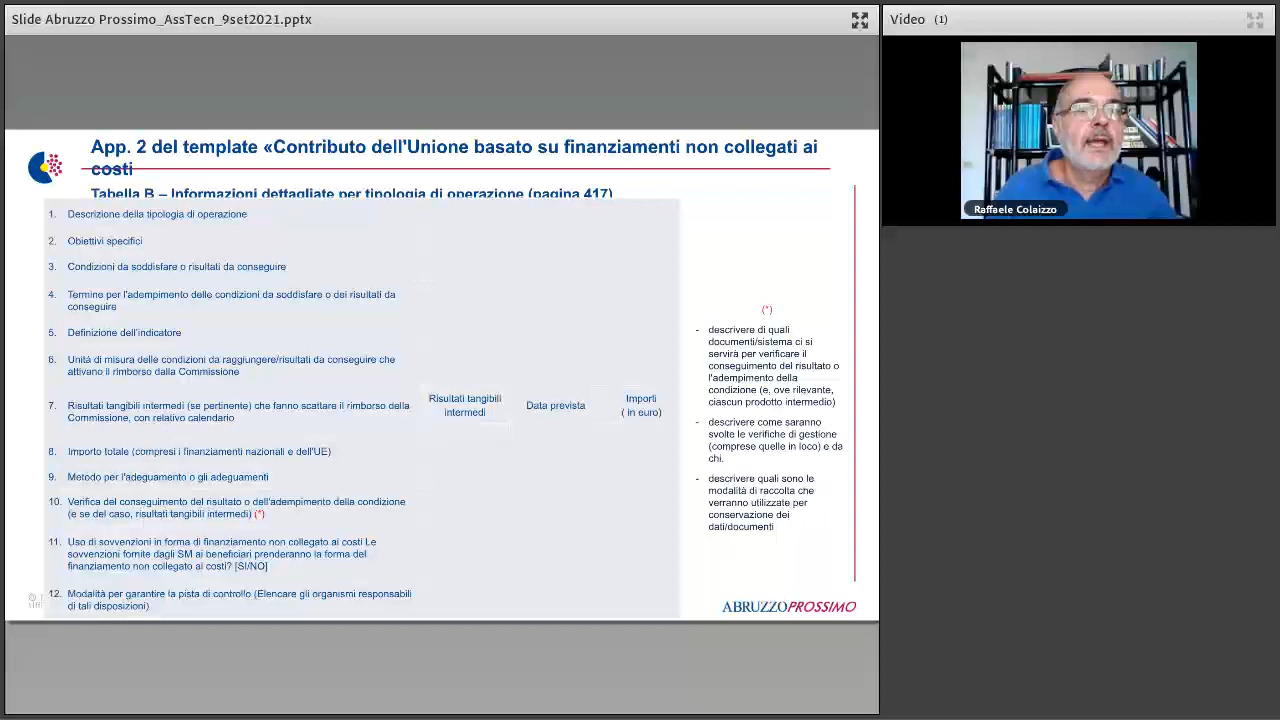 Slide Abruzzo Prossimo_AssTecn_9set2021.pptx
Video (1)
Raffaele Colaizzo
App. 2 del template «Contributo dell'Unione basato su finanziamenti non collegati ai
costi
Tabella B – Informazioni dettagliate per tipologia di operazione (pagina 417)
1. Descrizione della tipologia di operazione
2. Obiettivi specifici
3. Condizioni da soddisfare o risultati da conseguire
4. Termine per l'adempimento delle condizioni da soddisfare o dei risultati da
conseguire
5. Definizione dell'indicatore
6. Unità di misura delle condizioni da raggiungere/risultati da conseguire che
attivano il rimborso dalla Commissione
7. Risultati tangibili intermedi (se pertinente) che fanno scattare il rimborso della
Commissione, con relativo calendario
Risultati tangibili
intermedi
Data prevista
Importi
( in euro)
8. Importo totale (compresi i finanziamenti nazionali e dell'UE)
9. Metodo per l'adeguamento o gli adeguamenti
10. Verifica del conseguimento del risultato o dell'adempimento della condizione
(e se del caso, risultati tangibili intermedi) (*)
11. Uso di sovvenzioni in forma di finanziamento non collegato ai costi Le
sovvenzioni fornite dagli SM ai beneficiari prenderanno la forma del
finanziamento non collegato ai costi? [SI/NO]
12. Modalità per garantire la pista di controllo (Elencare gli organismi responsabili
di tali disposizioni)
(*)
- descrivere di quali
documenti/sistema ci si
servirà per verificare il
conseguimento del risultato o
l'adempimento della
condizione (e, ove rilevante,
ciascun prodotto intermedio)
- descrivere come saranno
svolte le verifiche di gestione
(comprese quelle in loco) e da
chi.
- descrivere quali sono le
modalità di raccolta che
verranno utilizzate per
conservazione dei
dati/documenti
©
ABRUZZOPROSSIMO